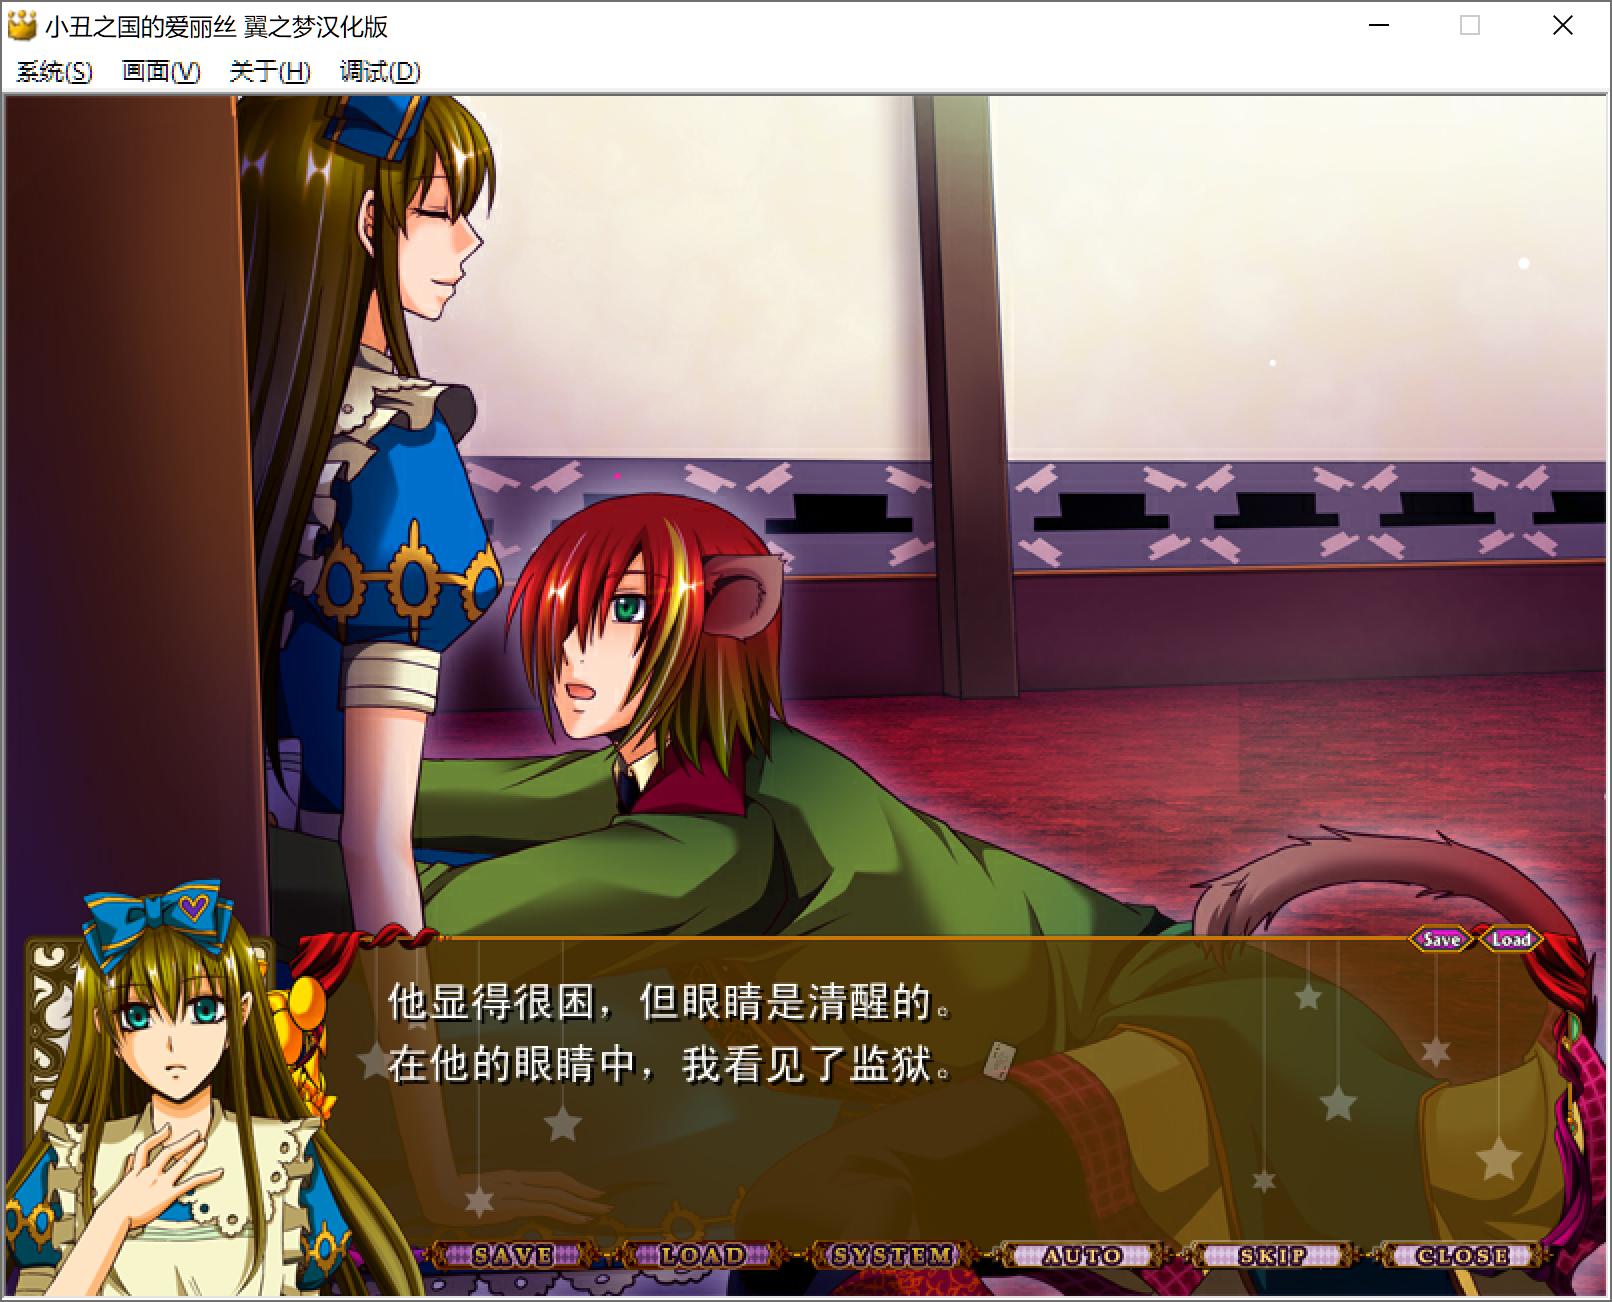 小丑之国的爱丽丝 翼之梦汉化版
系统(S) 画面(V) 关于(H) 调试(D)
Save Load
他显得很困，但眼睛是清醒的。
在他的眼睛中，我看见了监狱。
SAVE LOAD SYSTEM AUTO SKIP CLOSE